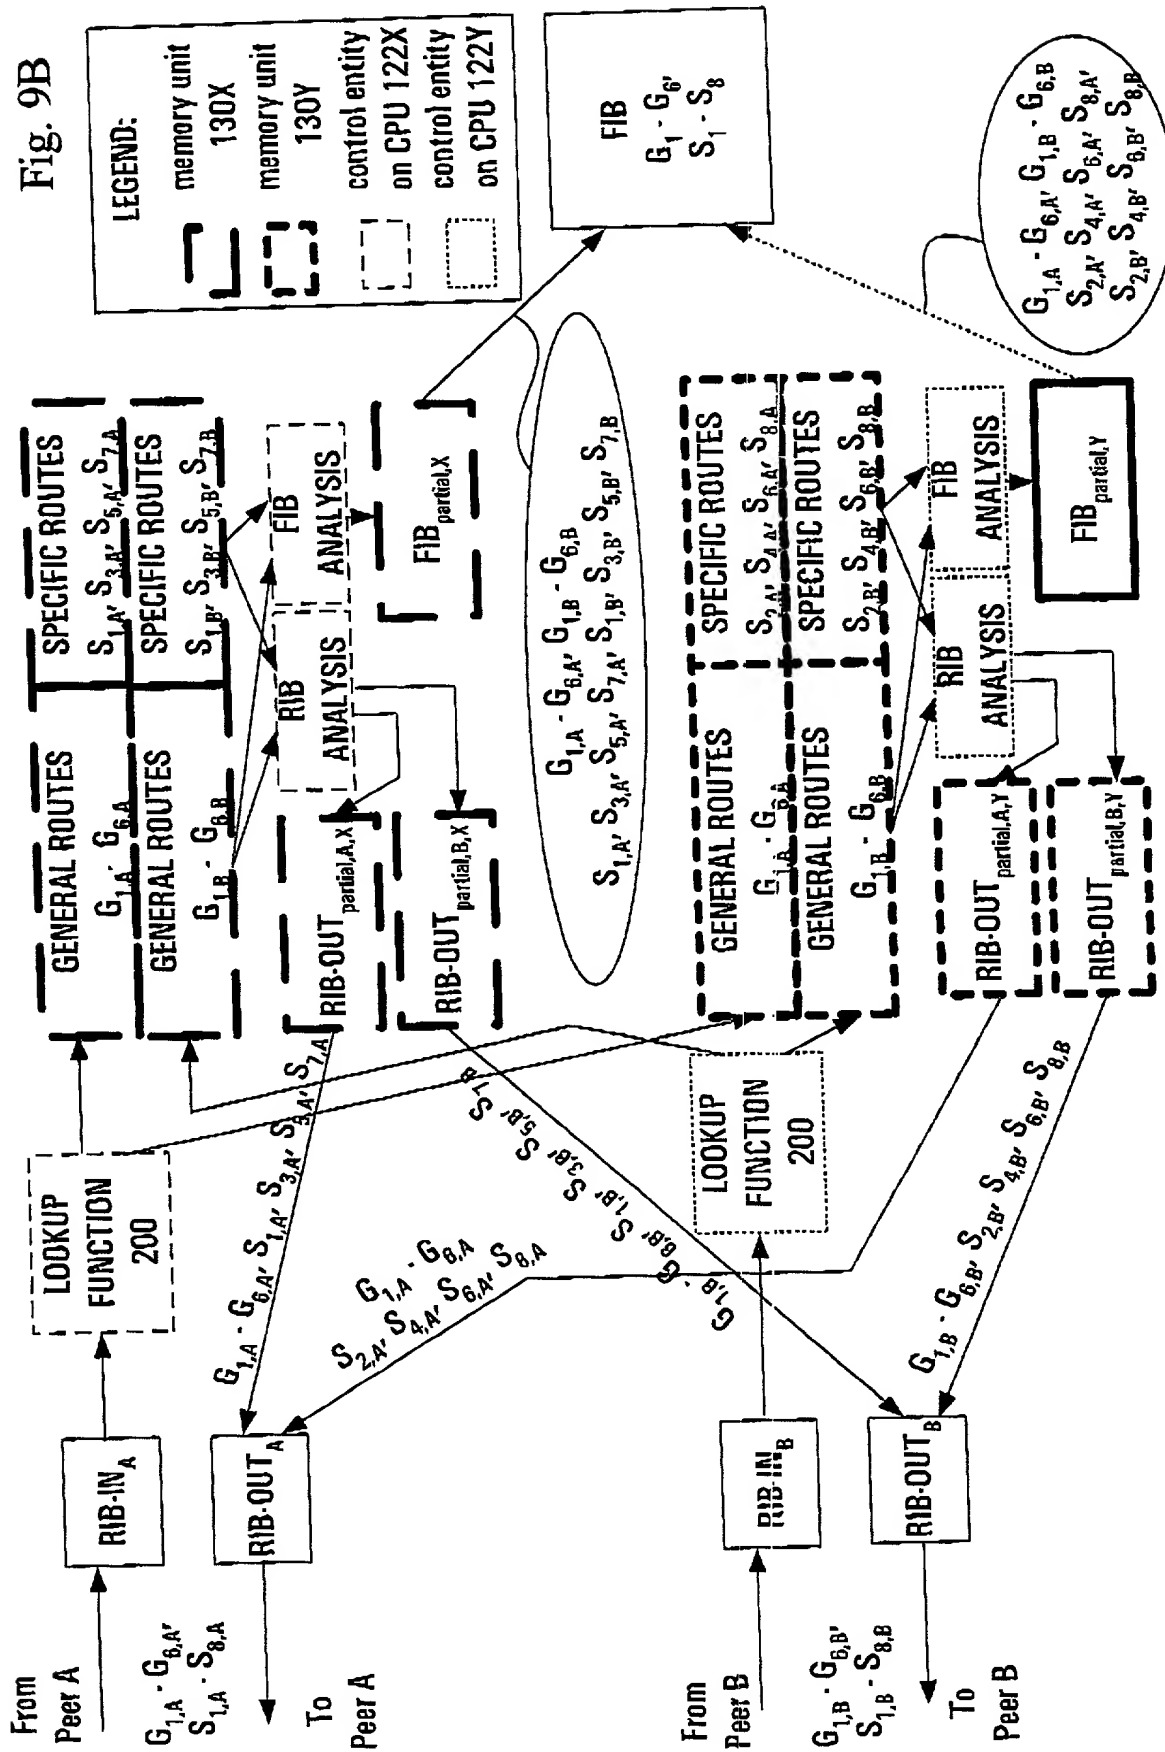 Fig. 9B
LEGEND:
memory unit
130X
memory unit
130Y
control entity
on CPU 122X
control entity
on CPU 122Y
From
Peer A
G1,A - G6,A,
S1,A - S8,A
To
Peer A
RIB-INA
RIB-OUTA
LOOKUP
FUNCTION
200
GENERAL ROUTES
G1,A - G6,A
SPECIFIC ROUTES
S1,A, S3,A, S5,A, S7,A
GENERAL ROUTES
G1,B - G6,B
SPECIFIC ROUTES
S1,B, S3,B, S5,B, S7,B
RIB
ANALYSIS
FIB
ANALYSIS
RIB-OUTpartial,A,X
RIB-OUTpartial,B,X
FIBpartial,X
G1,A - G6,A, S1,A, S3,A, S5,A, S7,A
G1,A - G6,A
S2,A, S4,A, S6,A, S8,A
G1,B - G6,B, S1,B, S3,B, S5,B, S7,B
G1,A - G6,A, G1,B - G6,B
S1,A, S3,A, S5,A, S7,A, S1,B, S3,B, S5,B, S7,B
FIB
G1 - G6,
S1 - S8
From
Peer B
G1,B - G6,B,
S1,B - S8,B
To
Peer B
RIB-INB
RIB-OUTB
LOOKUP
FUNCTION
200
GENERAL ROUTES
G1,A - G6,A
SPECIFIC ROUTES
S2,A, S4,A, S6,A, S8,A
GENERAL ROUTES
G1,B - G6,B
SPECIFIC ROUTES
S2,B, S4,B, S6,B, S8,B
RIB
ANALYSIS
FIB
ANALYSIS
RIB-OUTpartial,A,Y
RIB-OUTpartial,B,Y
FIBpartial,Y
G1,B - G6,B, S2,B, S4,B, S6,B, S8,B
G1,A - G6,A, G1,B - G6,B
S2,A, S4,A, S6,A, S8,A,
S2,B, S4,B, S6,B, S8,B